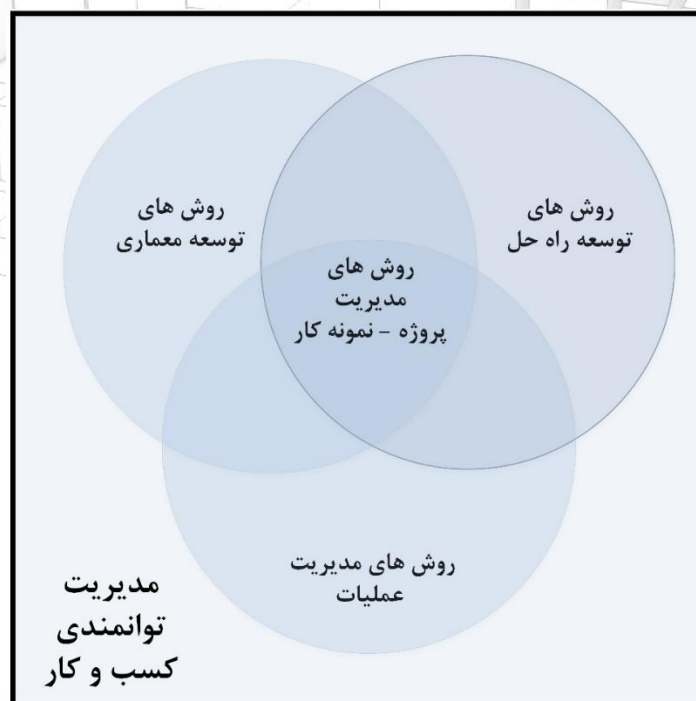 روش های
توسعه معماری
روش های
توسعه راه حل
روش های
مدیریت
پروژه – نمونه کار
روش های مدیریت
عملیات
مدیریت
توانمندی
کسب و کار